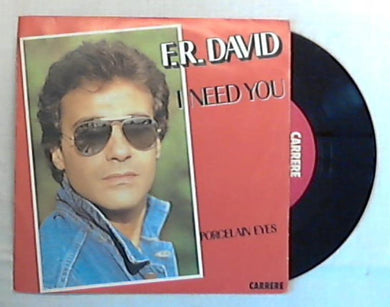 F.R. DAVID
I NEED YOU
CARRERE
PORCELAIN EYES
CARRERE